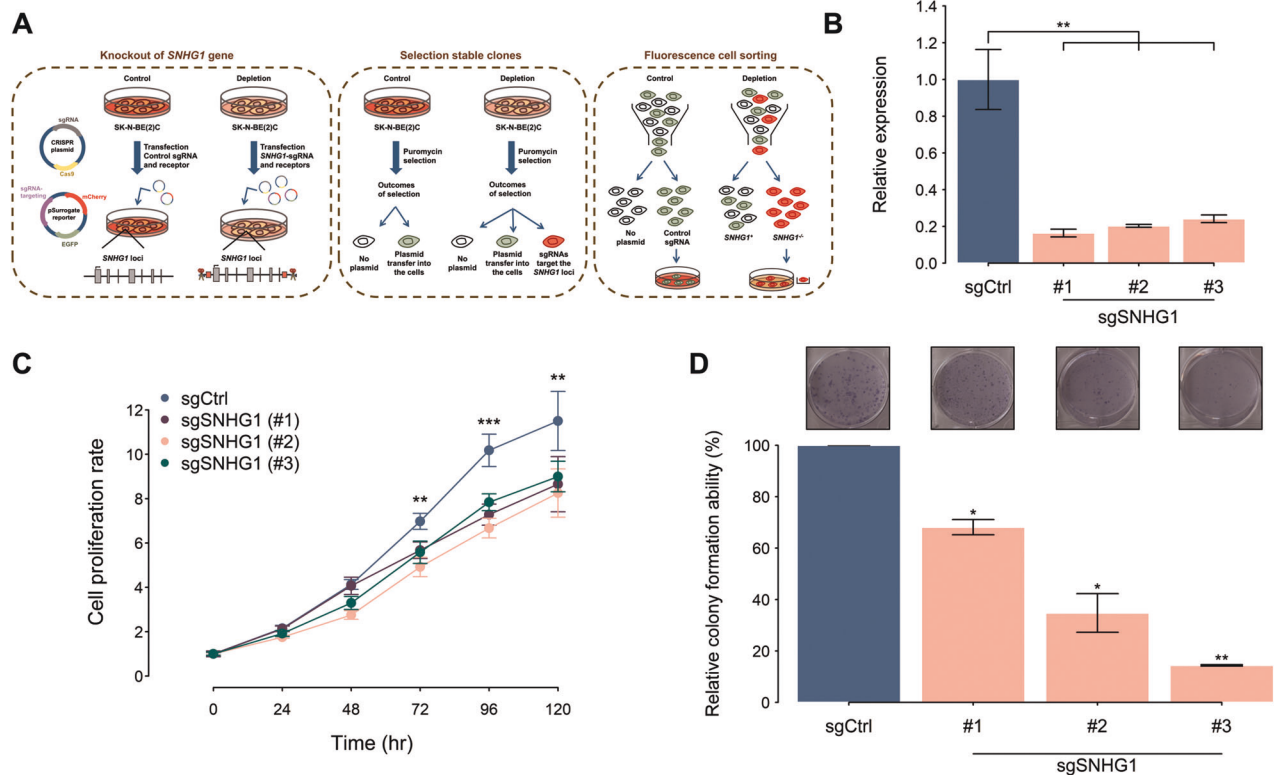 A
Knockout of SNHG1 gene
Control
Depletion
SK-N-BE(2)C
SK-N-BE(2)C
sgRNA
CRISPR
plasmid
Cas9
Transfection
Control sgRNA
and receptor
Transfection
SNHG1-sgRNA
and receptors
sgRNA-
targeting
mCherry
pSurrogate
reporter
EGFP
SNHG1 loci
SNHG1 loci
Selection stable clones
Control
Depletion
SK-N-BE(2)C
SK-N-BE(2)C
Puromycin
selection
Puromycin
selection
Outcomes
of selection
Outcomes
of selection
No
plasmid
Plasmid
transfer into
the cells
No
plasmid
Plasmid
transfer into
the cells
sgRNAs
target the
SNHG1 loci
Fluorescence cell sorting
Control
Depletion
No
plasmid
Control
sgRNA
SNHG1⁺
SNHG1⁻/⁻
B
Relative expression
1.4
1.2
1.0
0.8
0.6
0.4
0.2
0.0
**
sgCtrl
#1
#2
#3
sgSNHG1
C
sgCtrl
sgSNHG1 (#1)
sgSNHG1 (#2)
sgSNHG1 (#3)
Cell proliferation rate
12
10
8
6
4
2
0
**
***
**
0
24
48
72
96
120
Time (hr)
D
Relative colony formation ability (%)
100
80
60
40
20
0
*
*
**
sgCtrl
#1
#2
#3
sgSNHG1